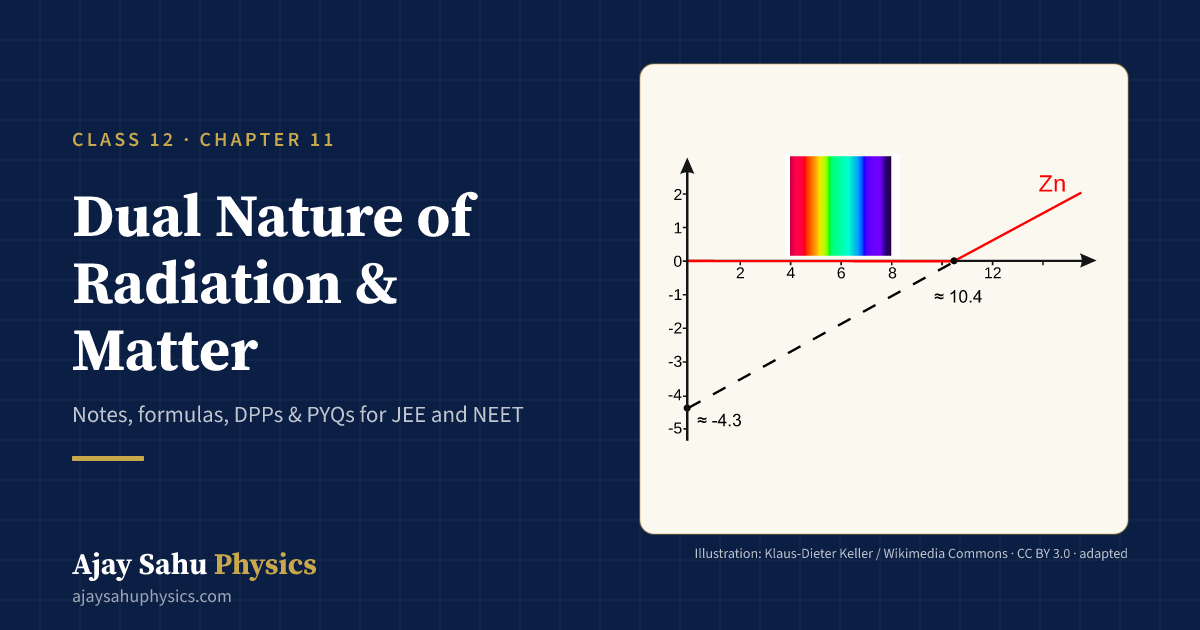 CLASS 12 · CHAPTER 11
Dual Nature of
Radiation &
Matter
Notes, formulas, DPPs & PYQs for JEE and NEET
Ajay Sahu Physics
ajaysahuphysics.com
Zn
2
1
0
-1
-2
-3
-4
-5
2 4 6 8 12
≈ 10.4
≈ -4.3
Illustration: Klaus-Dieter Keller / Wikimedia Commons · CC BY 3.0 · adapted